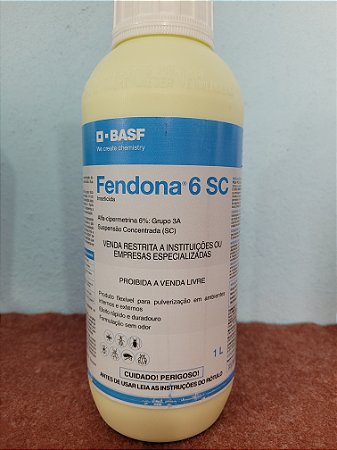 BASF
We create chemistry
Fendona® 6 SC
Inseticida
Alfa-cipermetrina 6%: Grupo 3A
Suspensão Concentrada (SC)
VENDA RESTRITA A INSTITUIÇÕES OU
EMPRESAS ESPECIALIZADAS
PROIBIDA A VENDA LIVRE
Produto flexível para pulverização em ambientes
internos e externos
Efeito rápido e duradouro
Formulação sem odor
1 L
CUIDADO! PERIGOSO!
ANTES DE USAR LEIA AS INSTRUÇÕES DO RÓTULO